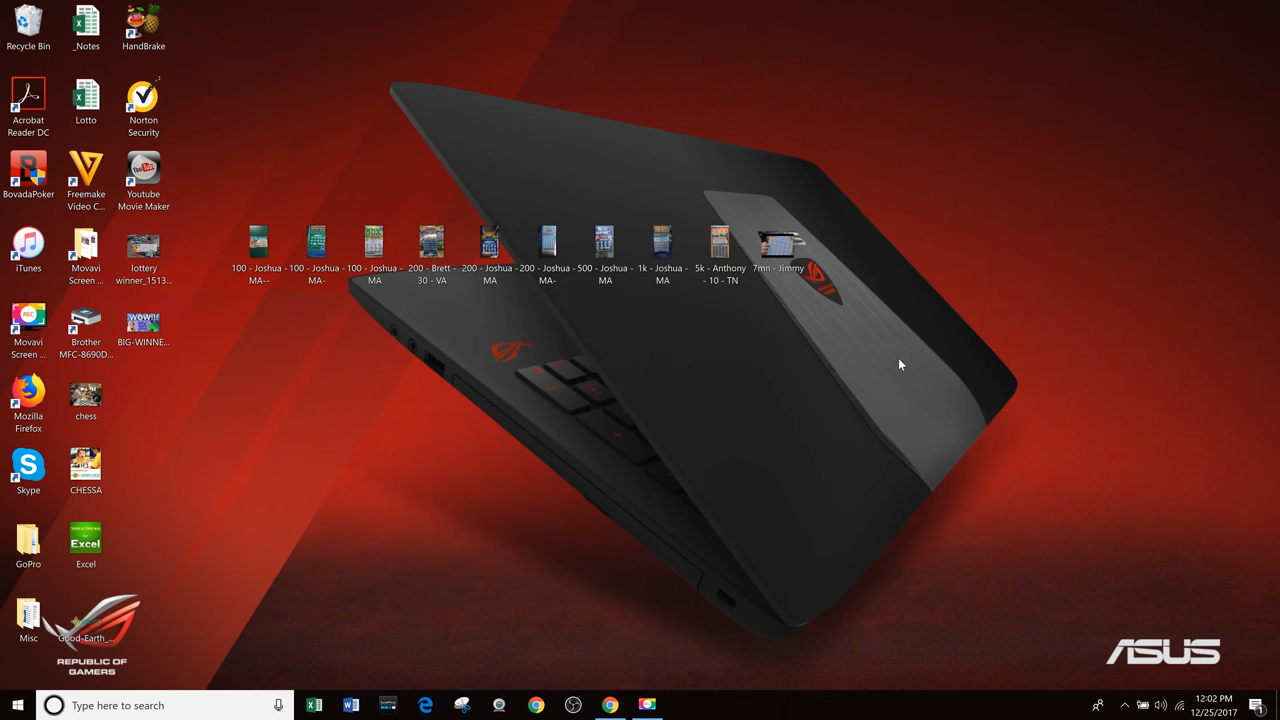 Recycle Bin
_Notes
HandBrake
Acrobat
Reader DC
Lotto
Norton
Security
BovadaPoker
Freemake
Video C...
YouTube
Youtube
Movie Maker
iTunes
Movavi
Screen ...
lottery
winner_1513...
100 - Joshua -
MA--
100 - Joshua -
MA-
100 - Joshua -
MA
200 - Brett -
30 - VA
200 - Joshua -
MA
200 - Joshua -
MA-
500 - Joshua -
MA
1k - Joshua -
MA
5k - Anthony
- 10 - TN
7mn - Jimmy
REC
Movavi
Screen ...
Brother
MFC-8690D...
WOW!!!
BIG-WINNE...
Mozilla
Firefox
chess
Skype
CHESSA
GoPro
Excel
Excel
Misc
Good-Earth_...
REPUBLIC OF
GAMERS
ASUS
Type here to search
12:02 PM
12/25/2017